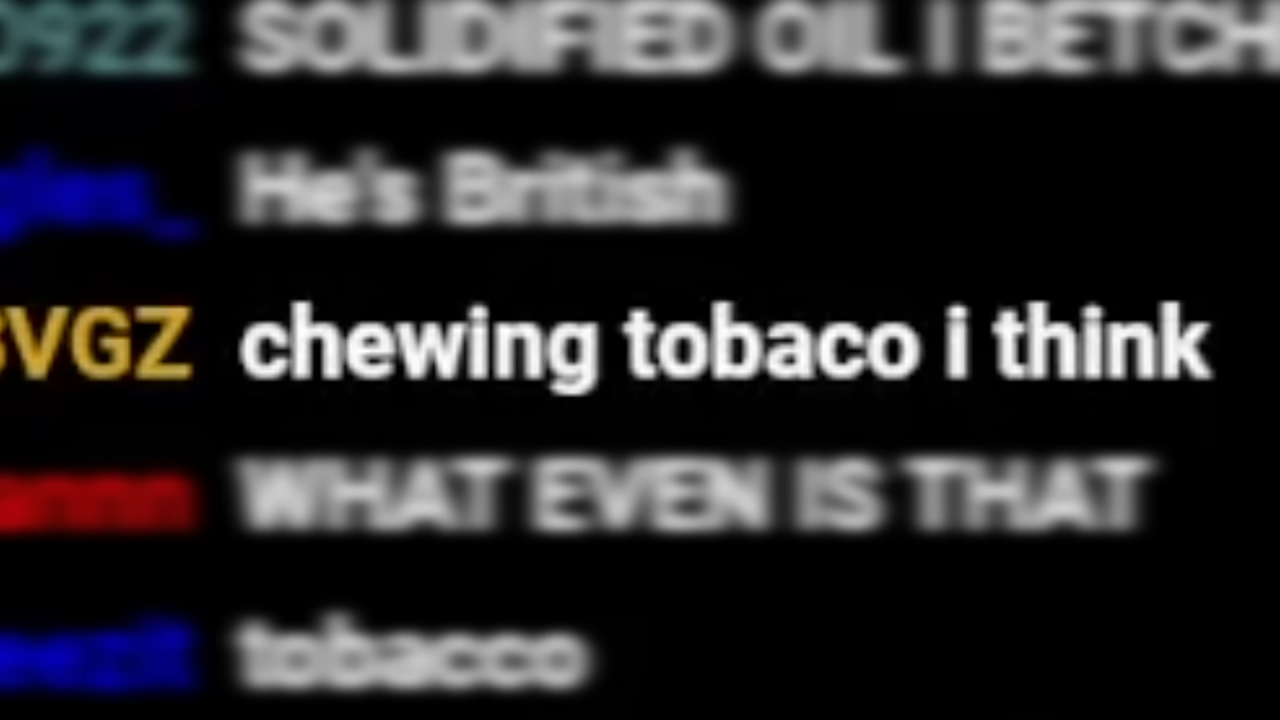 0922 SOLIDIFIED OIL I BETCH
He's British
VGZ chewing tobaco i think
WHAT EVEN IS THAT
tobacco